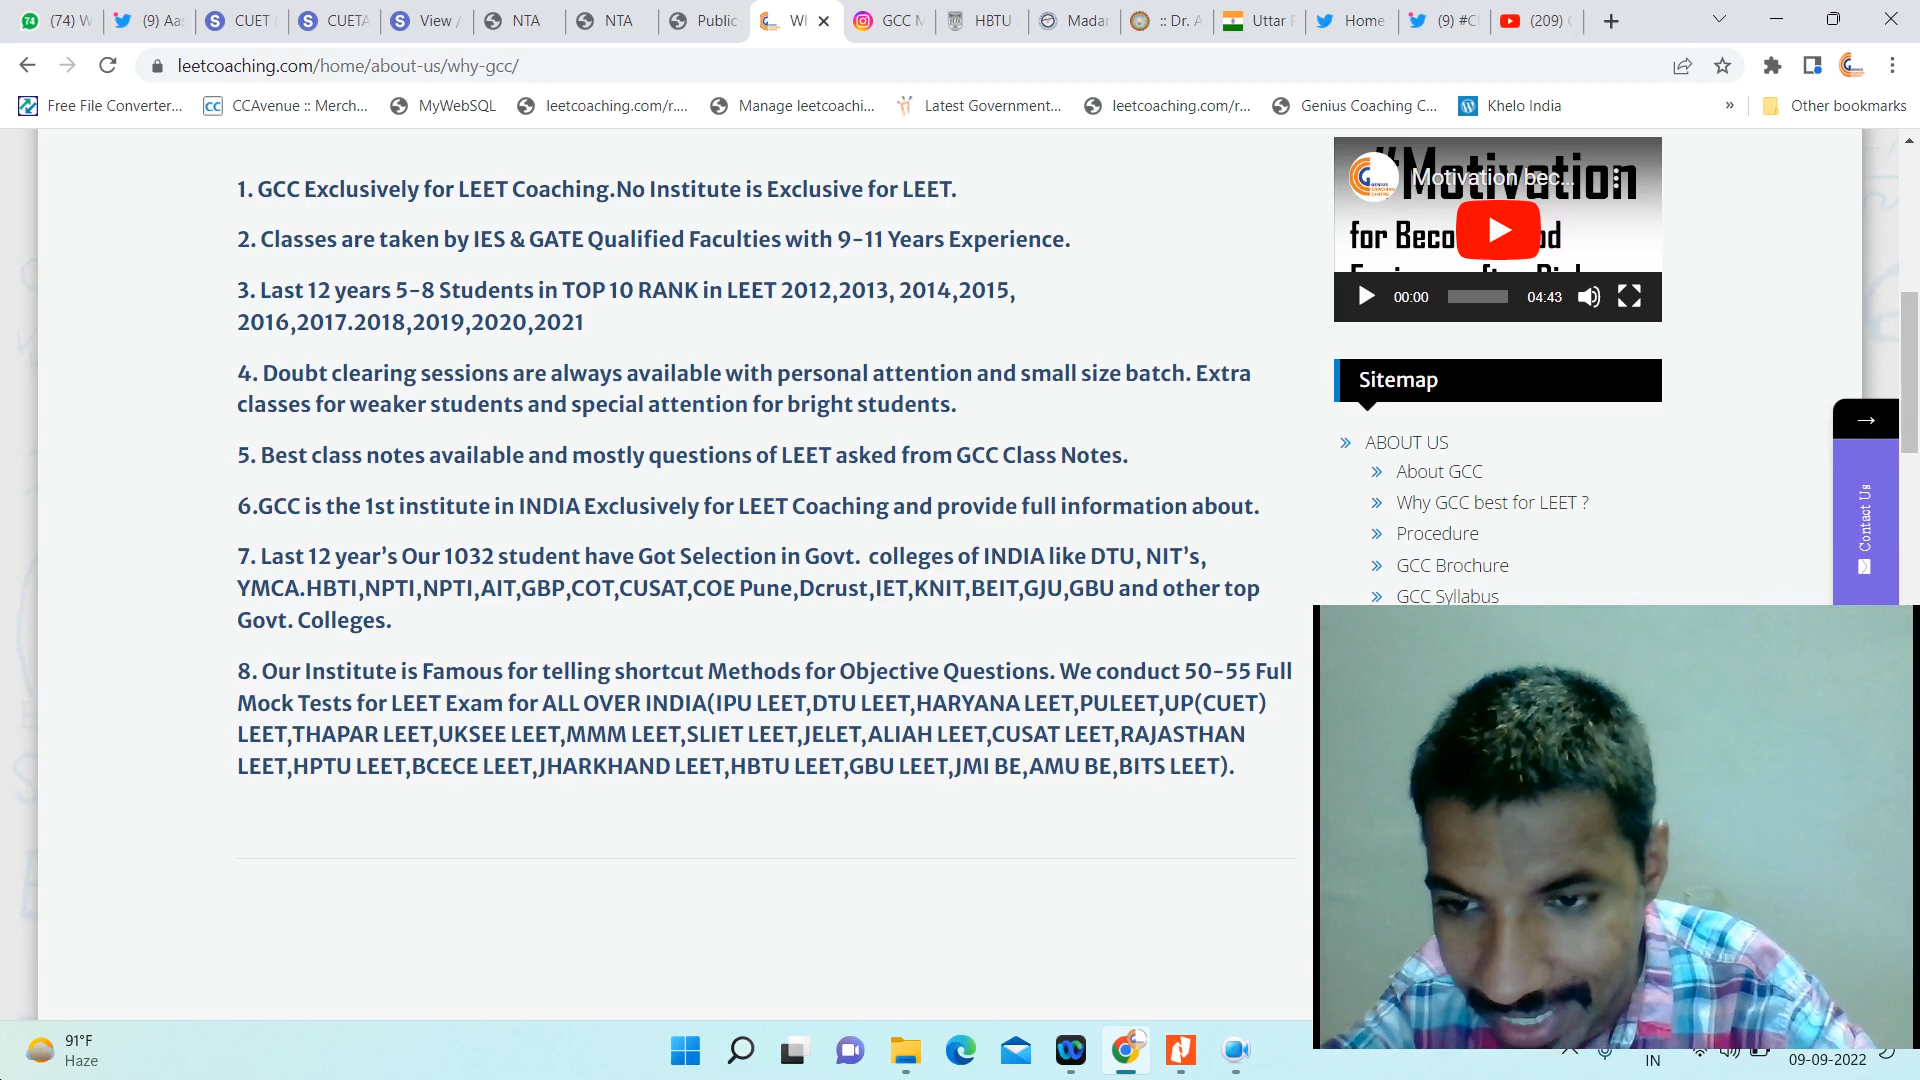 (74) W
(9) Aas
CUET (
CUETA
View /
NTA
NTA
Public
Wh
GCC M
HBTU
Madan
:: Dr. A
Uttar P
Home
(9) #C
(209)
leetcoaching.com/home/about-us/why-gcc/
Free File Converter...
CCAvenue :: Merch...
MyWebSQL
leetcoaching.com/r....
Manage leetcoachi...
Latest Government...
leetcoaching.com/r...
Genius Coaching C...
Khelo India
»
Other bookmarks
1. GCC Exclusively for LEET Coaching.No Institute is Exclusive for LEET.
2. Classes are taken by IES & GATE Qualified Faculties with 9-11 Years Experience.
3. Last 12 years 5-8 Students in TOP 10 RANK in LEET 2012,2013, 2014,2015,
2016,2017.2018,2019,2020,2021
4. Doubt clearing sessions are always available with personal attention and small size batch. Extra
classes for weaker students and special attention for bright students.
5. Best class notes available and mostly questions of LEET asked from GCC Class Notes.
6.GCC is the 1st institute in INDIA Exclusively for LEET Coaching and provide full information about.
7. Last 12 year’s Our 1032 student have Got Selection in Govt. colleges of INDIA like DTU, NIT’s,
YMCA.HBTI,NPTI,NPTI,AIT,GBP,COT,CUSAT,COE Pune,Dcrust,IET,KNIT,BEIT,GJU,GBU and other top
Govt. Colleges.
8. Our Institute is Famous for telling shortcut Methods for Objective Questions. We conduct 50-55 Full
Mock Tests for LEET Exam for ALL OVER INDIA(IPU LEET,DTU LEET,HARYANA LEET,PULEET,UP(CUET)
LEET,THAPAR LEET,UKSEE LEET,MMM LEET,SLIET LEET,JELET,ALIAH LEET,CUSAT LEET,RAJASTHAN
LEET,HPTU LEET,BCECE LEET,JHARKHAND LEET,HBTU LEET,GBU LEET,JMI BE,AMU BE,BITS LEET).
#Motivation
Motivation bec...
for Beco od
00:00
04:43
Sitemap
ABOUT US
About GCC
Why GCC best for LEET ?
Procedure
GCC Brochure
GCC Syllabus
Contact Us
91°F
Haze
IN
09-09-2022